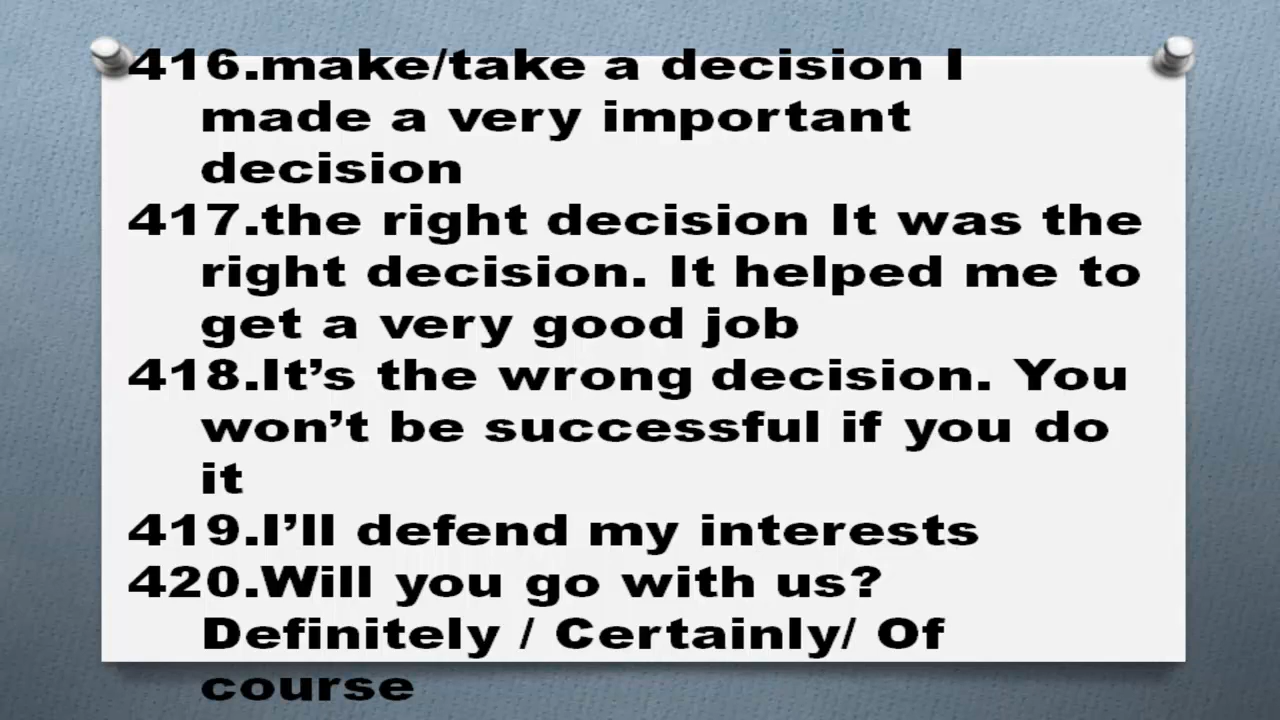 416.make/take a decision I
made a very important
decision
417.the right decision It was the
right decision. It helped me to
get a very good job
418.It’s the wrong decision. You
won’t be successful if you do
it
419.I’ll defend my interests
420.Will you go with us?
Definitely / Certainly/ Of
course